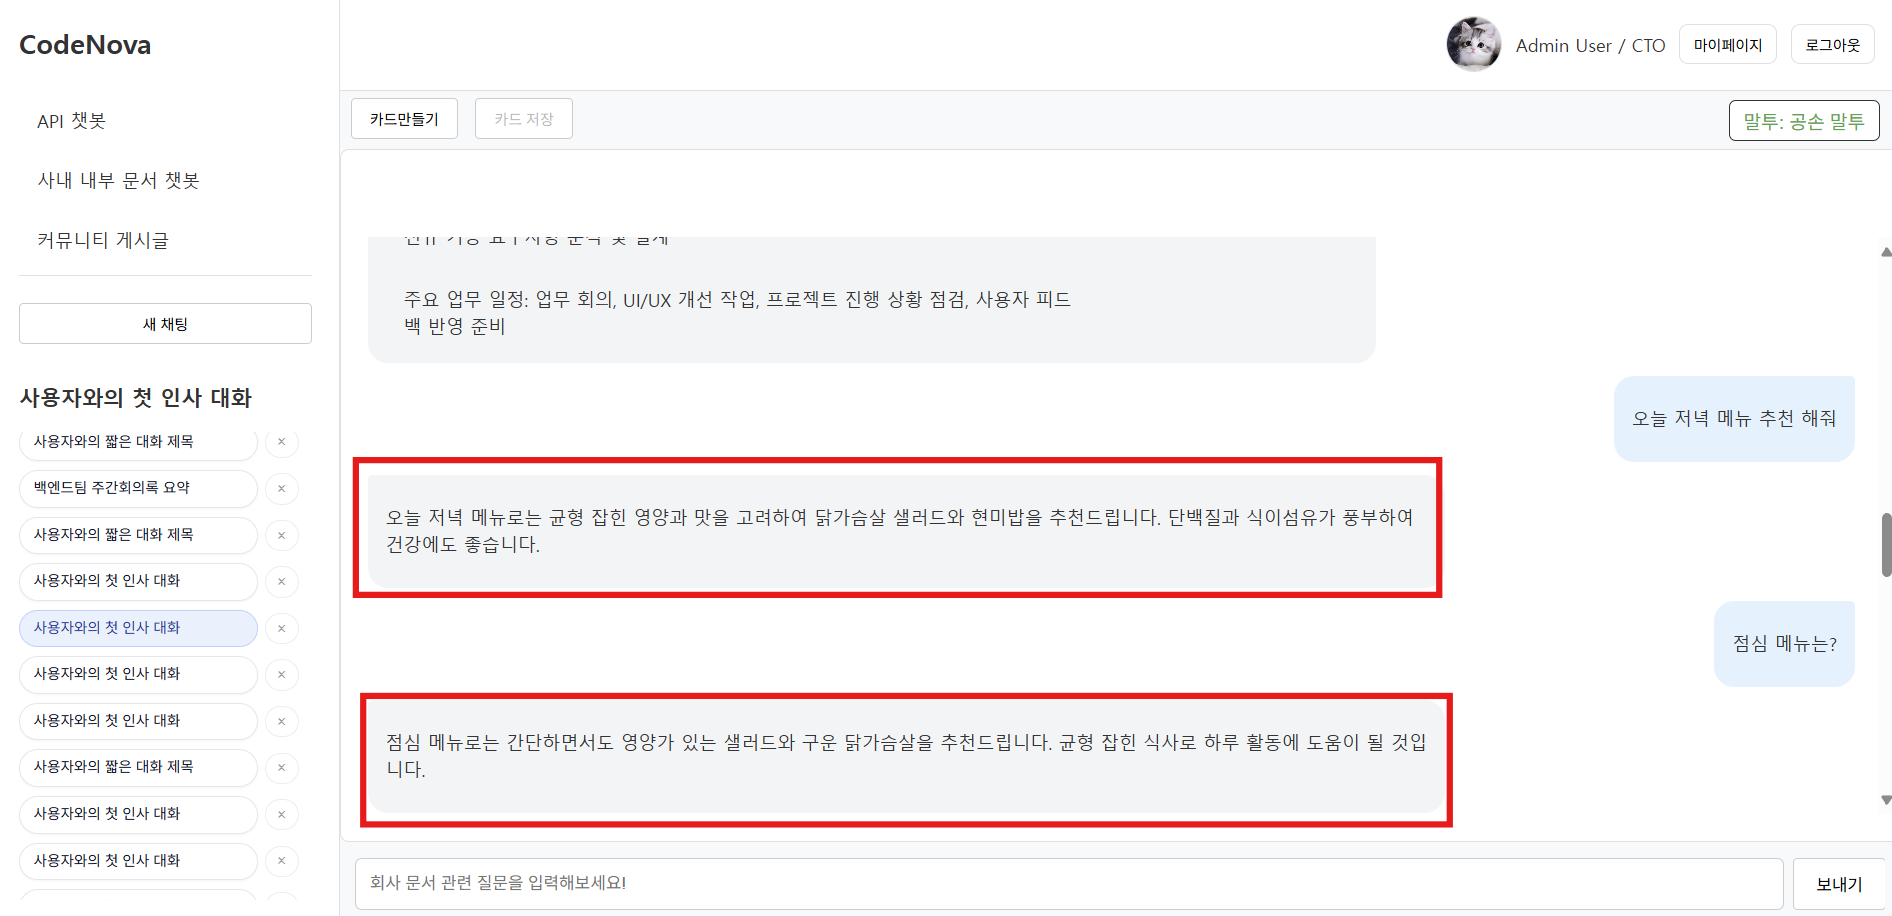 CodeNova
API 챗봇
사내 내부 문서 챗봇
커뮤니티 게시글
새 채팅
사용자와의 첫 인사 대화
사용자와의 짧은 대화 제목 ×
백엔드팀 주간회의록 요약 ×
사용자와의 짧은 대화 제목 ×
사용자와의 첫 인사 대화 ×
사용자와의 첫 인사 대화 ×
사용자와의 첫 인사 대화 ×
사용자와의 첫 인사 대화 ×
사용자와의 짧은 대화 제목 ×
사용자와의 첫 인사 대화 ×
사용자와의 첫 인사 대화 ×
Admin User / CTO
마이페이지
로그아웃
카드만들기
카드 저장
말투: 공손 말투
주요 업무 일정: 업무 회의, UI/UX 개선 작업, 프로젝트 진행 상황 점검, 사용자 피드
백 반영 준비
오늘 저녁 메뉴 추천 해줘
오늘 저녁 메뉴로는 균형 잡힌 영양과 맛을 고려하여 닭가슴살 샐러드와 현미밥을 추천드립니다. 단백질과 식이섬유가 풍부하여
건강에도 좋습니다.
점심 메뉴는?
점심 메뉴로는 간단하면서도 영양가 있는 샐러드와 구운 닭가슴살을 추천드립니다. 균형 잡힌 식사로 하루 활동에 도움이 될 것입
니다.
회사 문서 관련 질문을 입력해보세요!
보내기